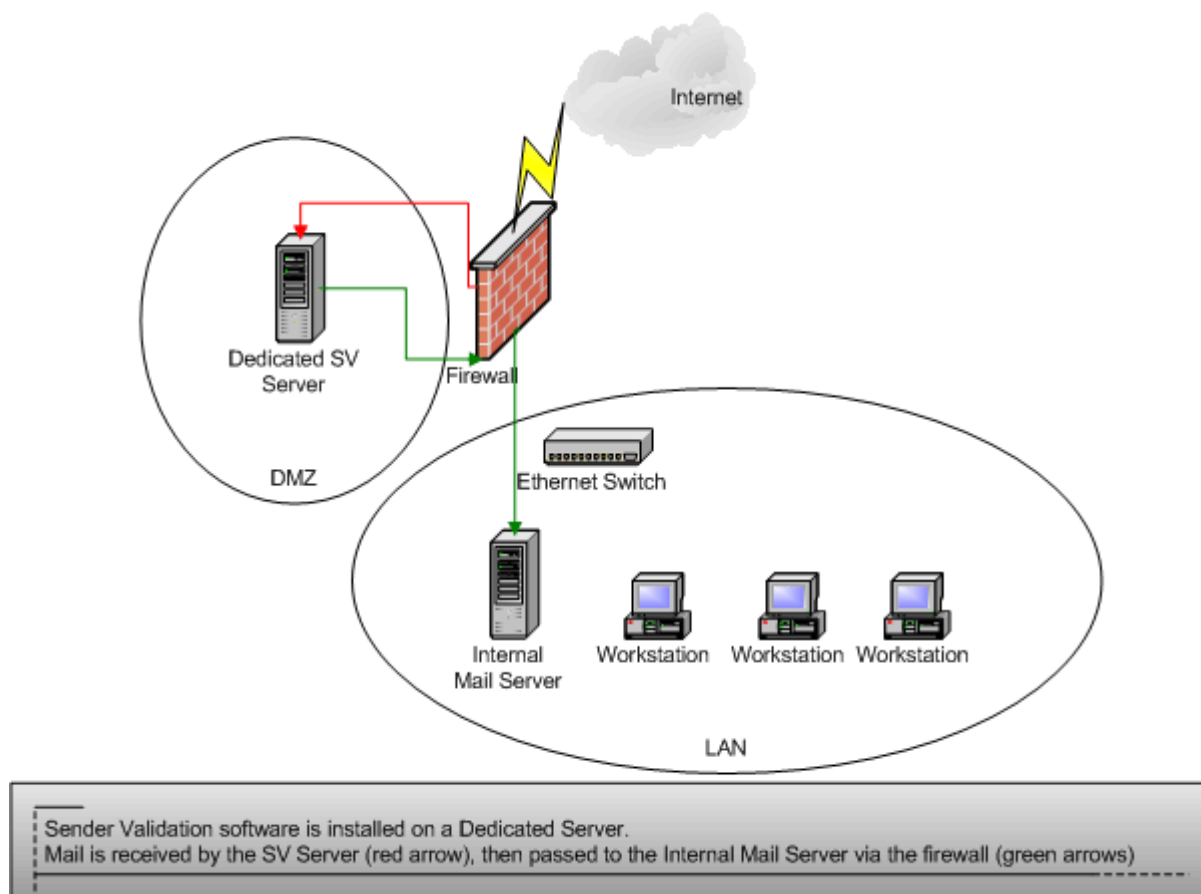 Internet
Dedicated SV
Server
Firewall
DMZ
Ethernet Switch
Internal
Mail Server
Workstation
Workstation
Workstation
LAN
Sender Validation software is installed on a Dedicated Server.
Mail is received by the SV Server (red arrow), then passed to the Internal Mail Server via the firewall (green arrows)